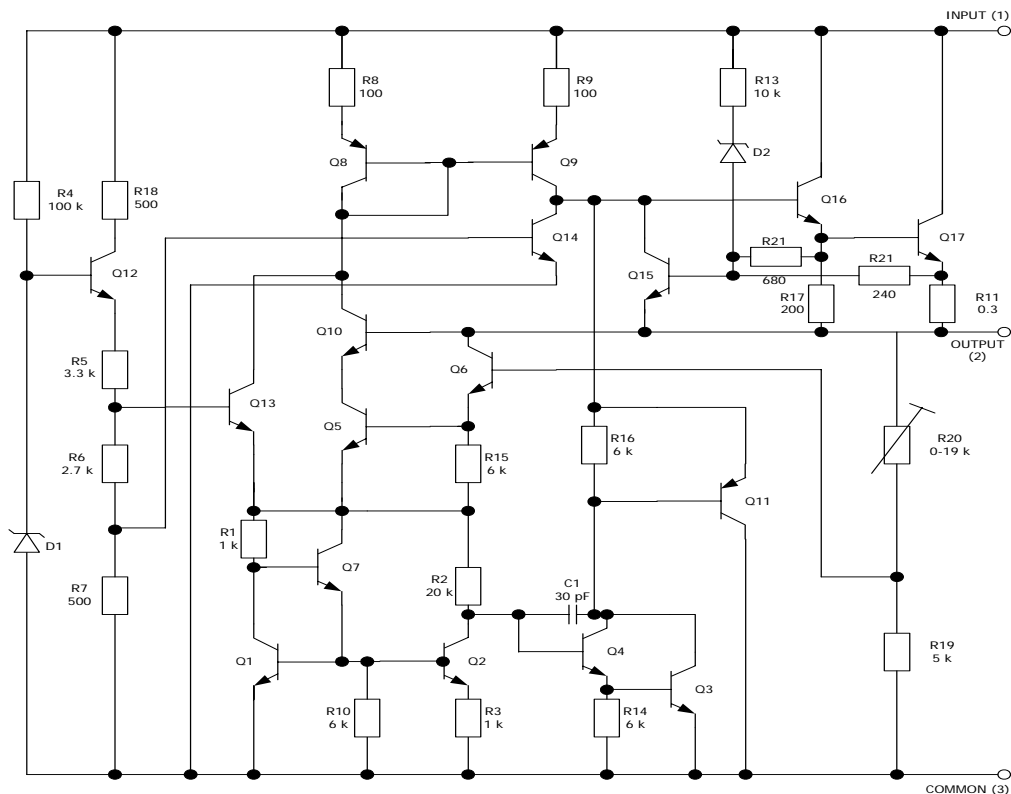 INPUT (1)
R8
100
R9
100
R13
10 k
D2
Q8
Q9
R4
100 k
R18
500
Q16
Q14
Q17
Q12
Q15
R21
680
R21
240
R17
200
R11
0.3
Q10
OUTPUT
(2)
R5
3.3 k
Q6
Q13
Q5
R6
2.7 k
R15
6 k
R16
6 k
R20
0-19 k
Q11
D1
R1
1 k
Q7
R7
500
R2
20 k
C1
30 pF
Q1
Q2
Q4
R19
5 k
Q3
R10
6 k
R3
1 k
R14
6 k
COMMON (3)